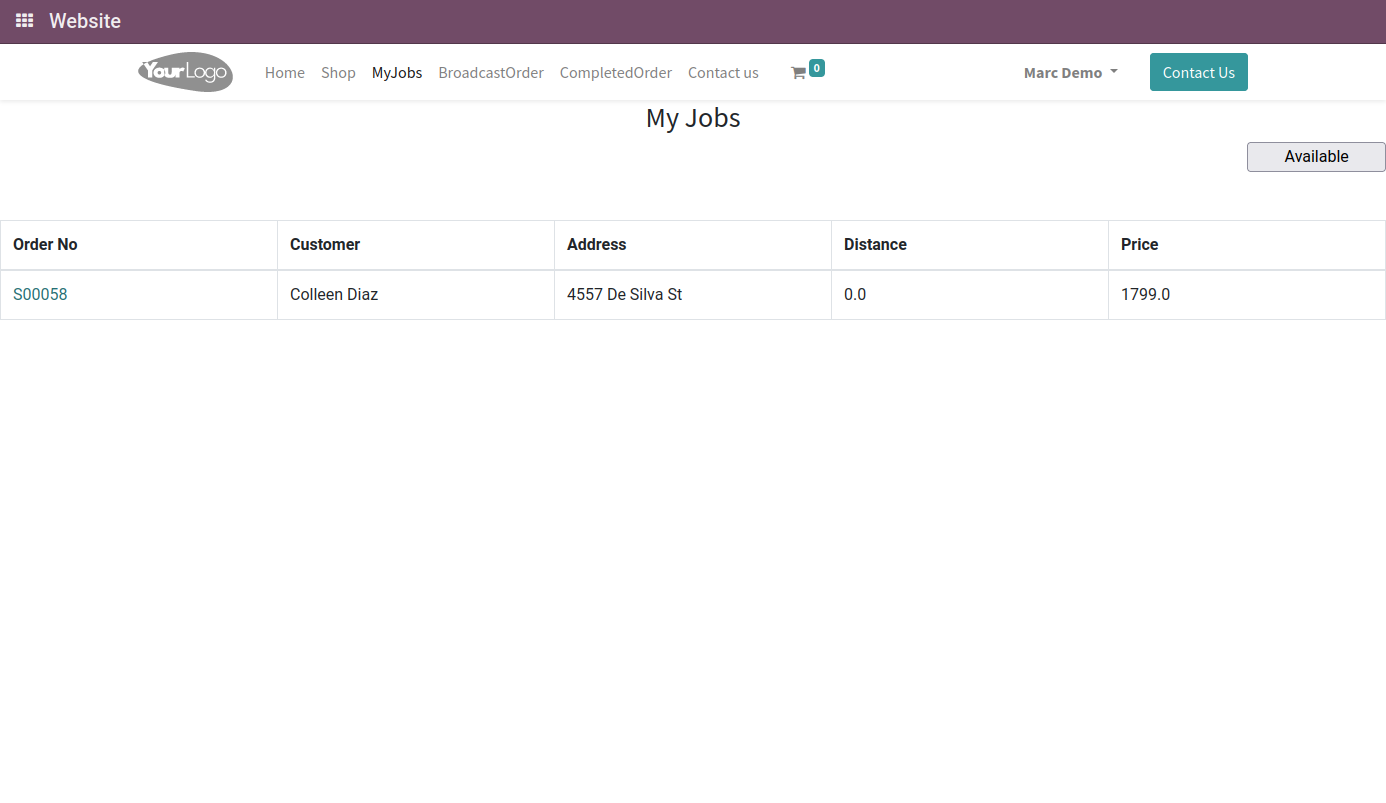 Website
YourLogo Home Shop MyJobs BroadcastOrder CompletedOrder Contact us 0 Marc Demo Contact Us
My Jobs
Available
Order No Customer Address Distance Price
S00058 Colleen Diaz 4557 De Silva St 0.0 1799.0